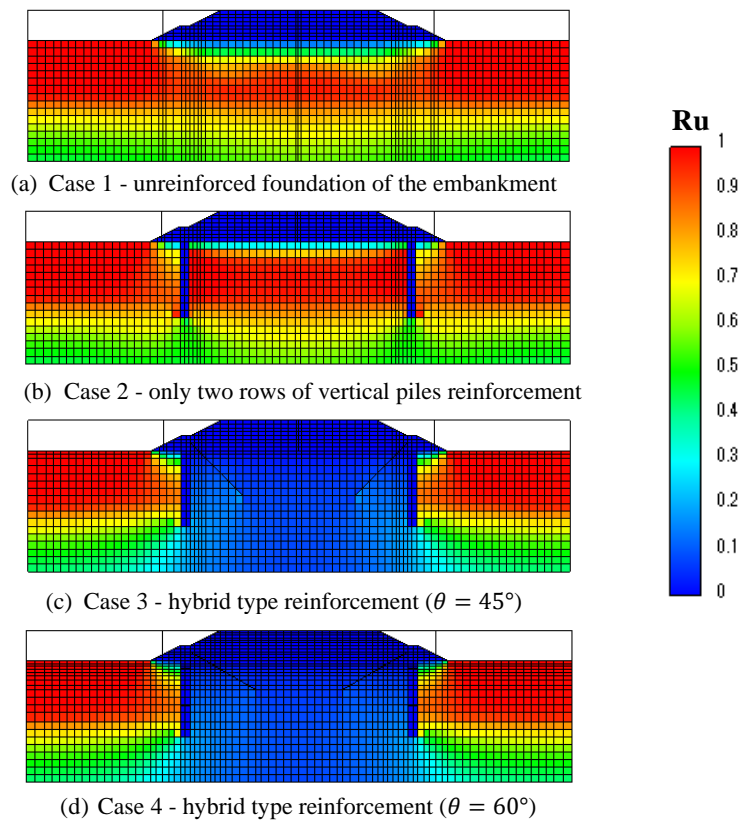 (a) Case 1 - unreinforced foundation of the embankment
(b) Case 2 - only two rows of vertical piles reinforcement
(c) Case 3 - hybrid type reinforcement (𝜃 = 45°)
(d) Case 4 - hybrid type reinforcement (𝜃 = 60°)
Ru
1
0.9
0.8
0.7
0.6
0.5
0.4
0.3
0.2
0.1
0